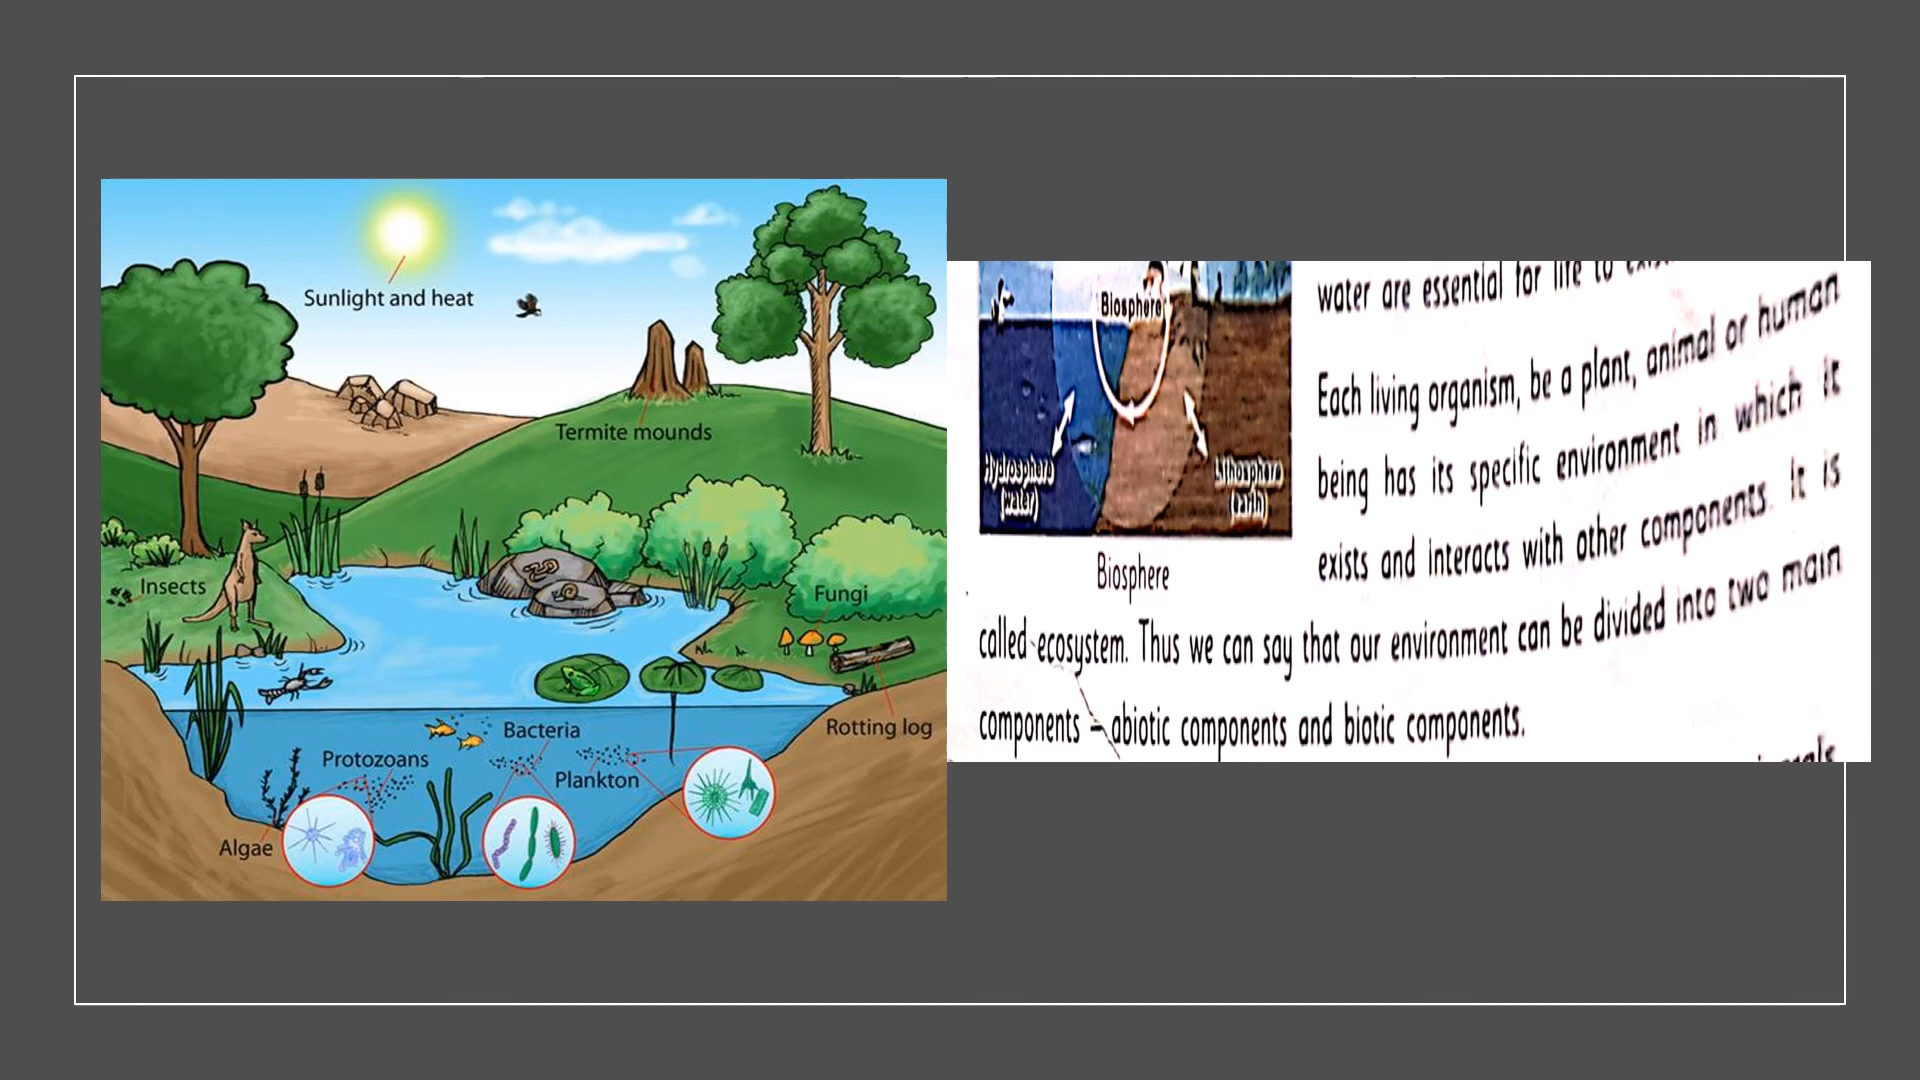 Sunlight and heat
Termite mounds
Insects
Fungi
Rotting log
Bacteria
Protozoans
Plankton
Algae
Biosphere
Hydrosphere
(water)
Lithosphere
(earth)
Biosphere
water are essential for life to
Each living organism, be a plant, animal or human
being has its specific environment in which it
exists and interacts with other components. It is
called ecosystem. Thus we can say that our environment can be divided into two main
components – abiotic components and biotic components.